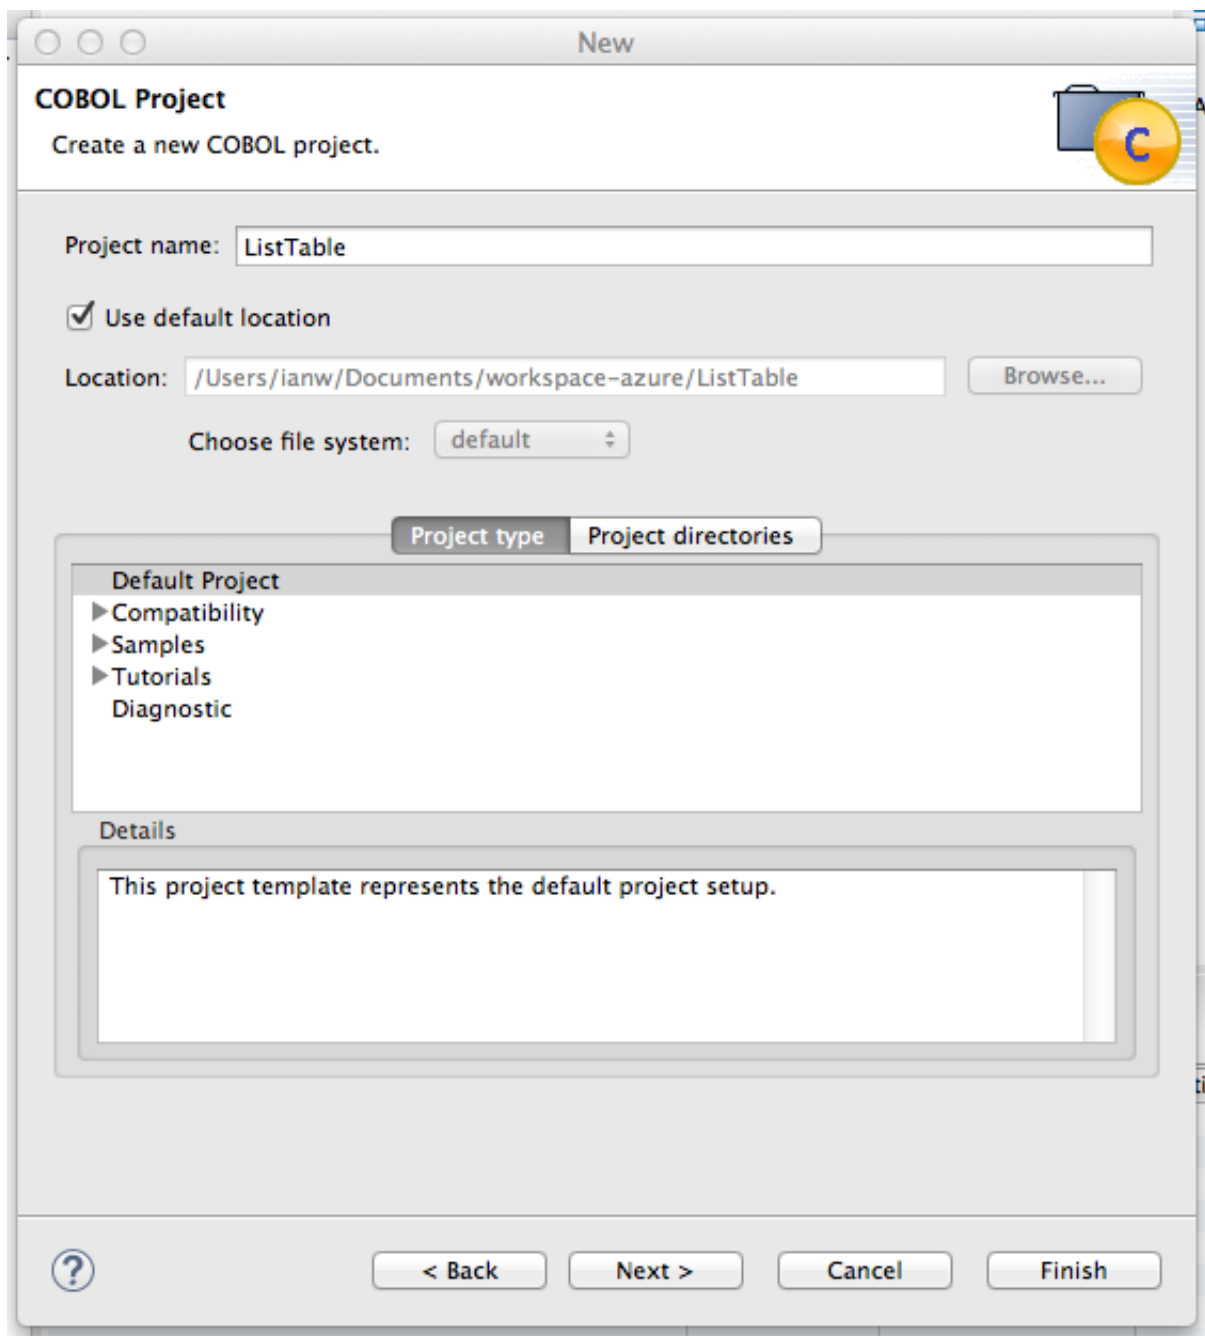 New
COBOL Project
Create a new COBOL project.
C
Project name: ListTable
Use default location
Location: /Users/ianw/Documents/workspace-azure/ListTable Browse...
Choose file system: default
Project type Project directories
Default Project
Compatibility
Samples
Tutorials
Diagnostic
Details
This project template represents the default project setup.
? < Back Next > Cancel Finish